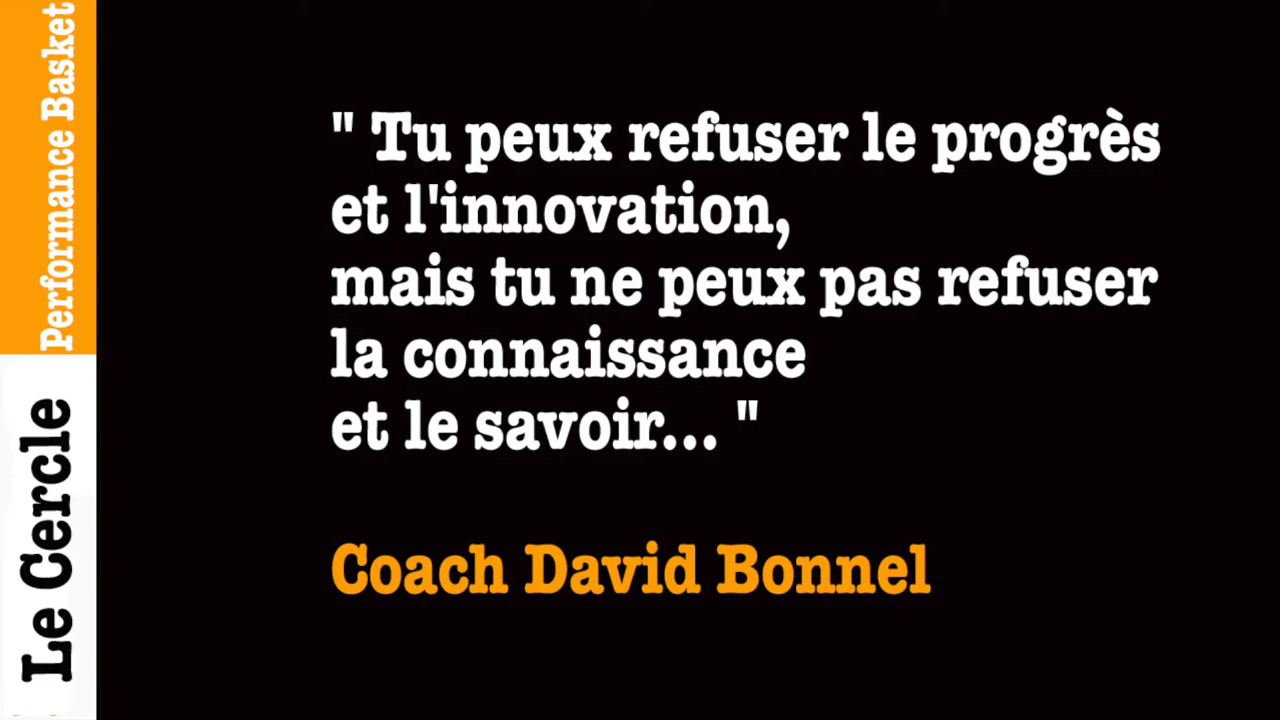 " Tu peux refuser le progrès
et l'innovation,
mais tu ne peux pas refuser
la connaissance
et le savoir... "
Coach David Bonnel
Le Cercle
Performance Basket